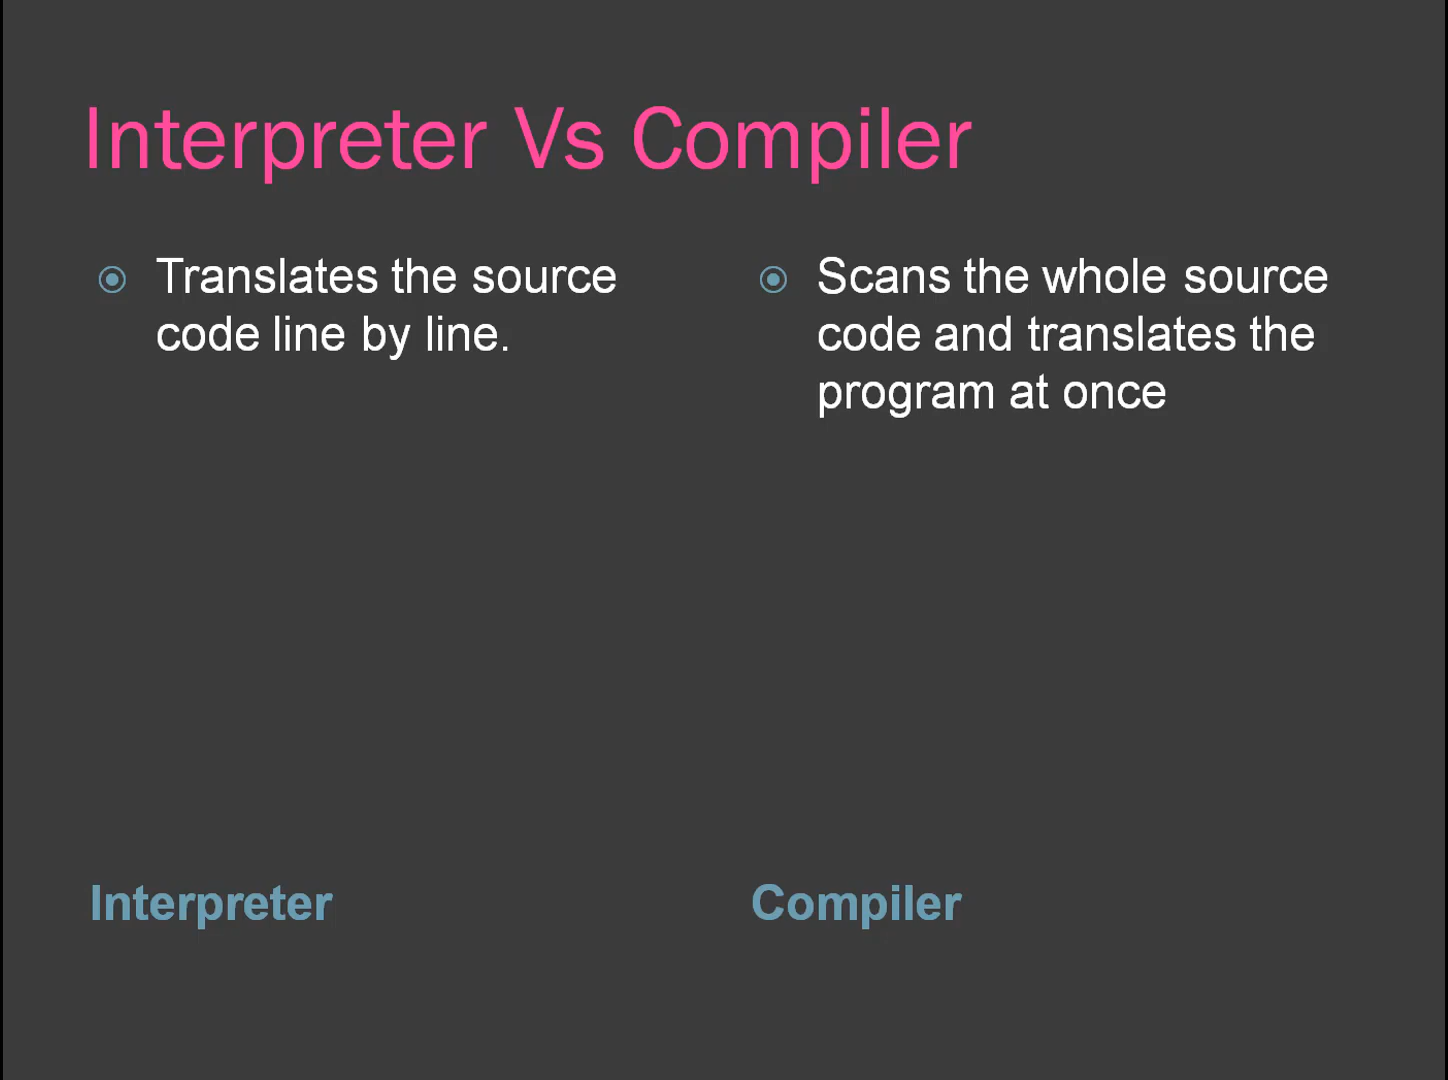 Interpreter Vs Compiler
Translates the source
code line by line.
Scans the whole source
code and translates the
program at once
Interpreter
Compiler